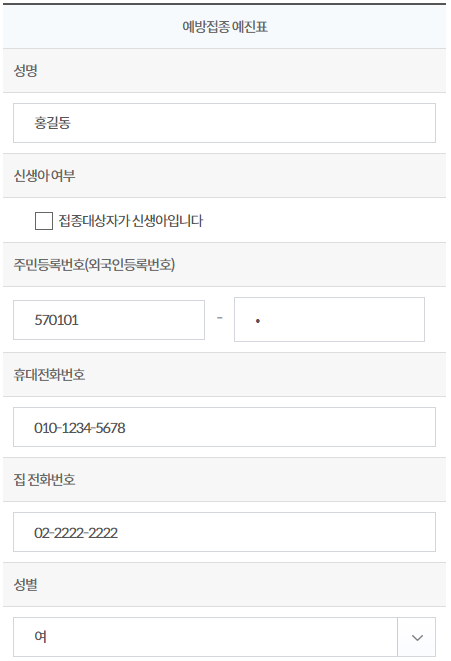 예방접종 예진표
성명
홍길동
신생아 여부
접종대상자가 신생아입니다
주민등록번호(외국인등록번호)
570101 - •
휴대전화번호
010-1234-5678
집 전화번호
02-2222-2222
성별
여